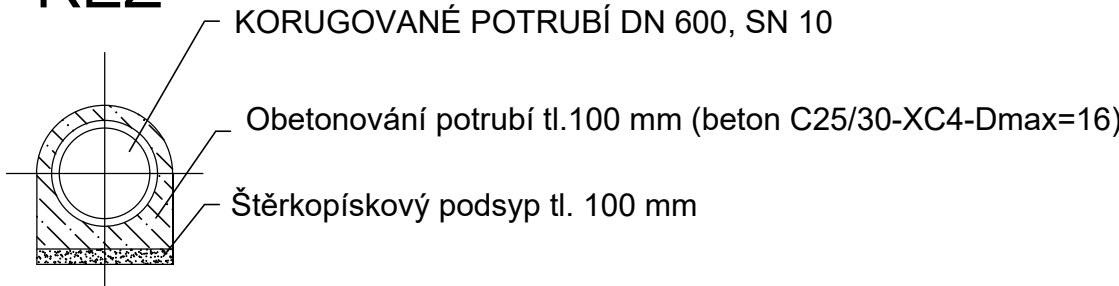 KORUGOVANÉ POTRUBÍ DN 600, SN 10
Obetonování potrubí tl.100 mm (beton C25/30-XC4-Dmax=16)
Štěrkopískový podsyp tl. 100 mm